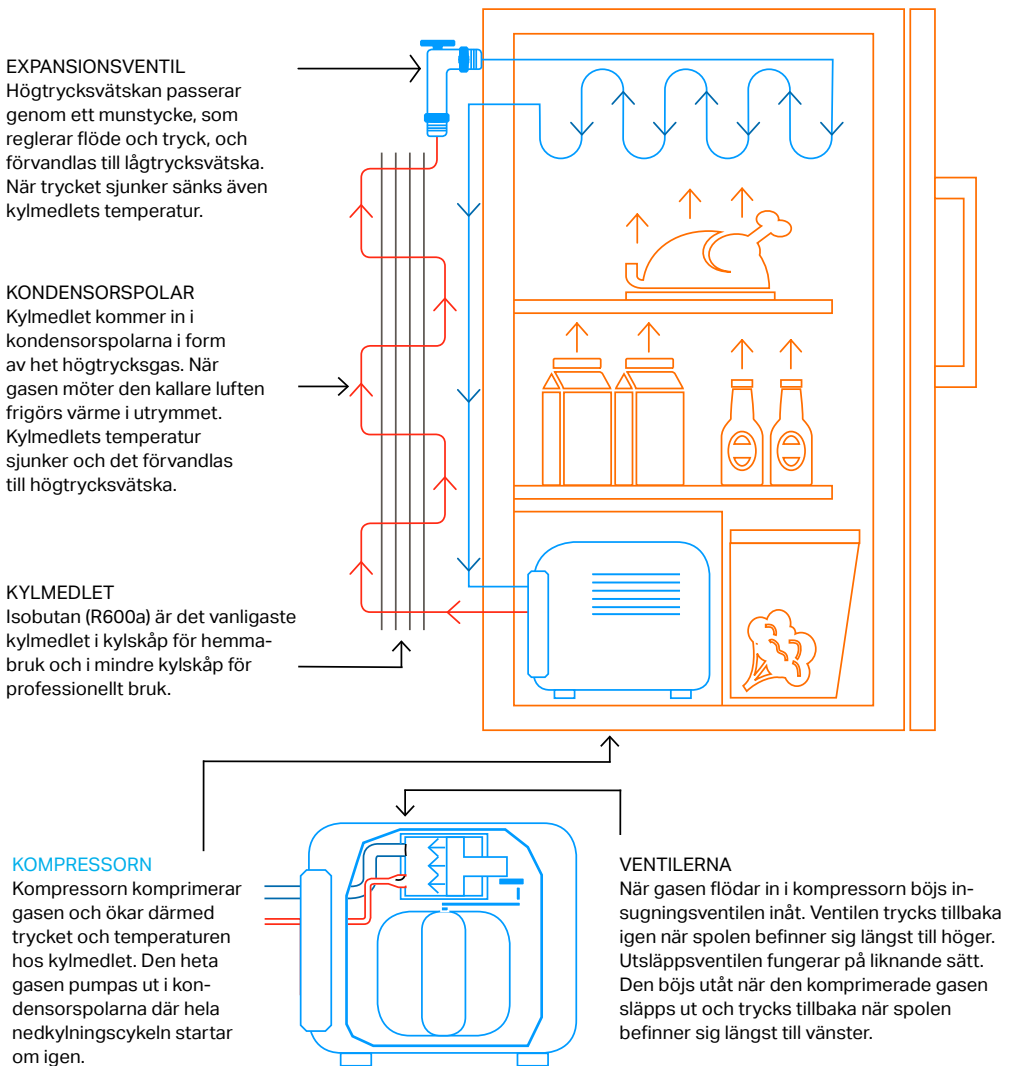 EXPANSIONSVENTIL
Högtrycksvätskan passerar
genom ett munstycke, som
reglerar flöde och tryck, och
förvandlas till lågtrycksvätska.
När trycket sjunker sänks även
kylmedlets temperatur.
KONDENSORSPOLAR
Kylmedlet kommer in i
kondensorspolarna i form
av het högtrycksgas. När
gasen möter den kallare luften
frigörs värme i utrymmet.
Kylmedlets temperatur
sjunker och det förvandlas
till högtrycksvätska.
KYLMEDLET
Isobutan (R600a) är det vanligaste
kylmedlet i kylskåp för hemma-
bruk och i mindre kylskåp för
professionellt bruk.
KOMPRESSORN
Kompressorn komprimerar
gasen och ökar därmed
trycket och temperaturen
hos kylmedlet. Den heta
gasen pumpas ut i kon-
densorspolarna där hela
nedkylningscykeln startar
om igen.
VENTILERNA
När gasen flödar in i kompressorn böjs in-
sugningsventilen inåt. Ventilen trycks tillbaka
igen när spolen befinner sig längst till höger.
Utsläppsventilen fungerar på liknande sätt.
Den böjs utåt när den komprimerade gasen
släpps ut och trycks tillbaka när spolen
befinner sig längst till vänster.